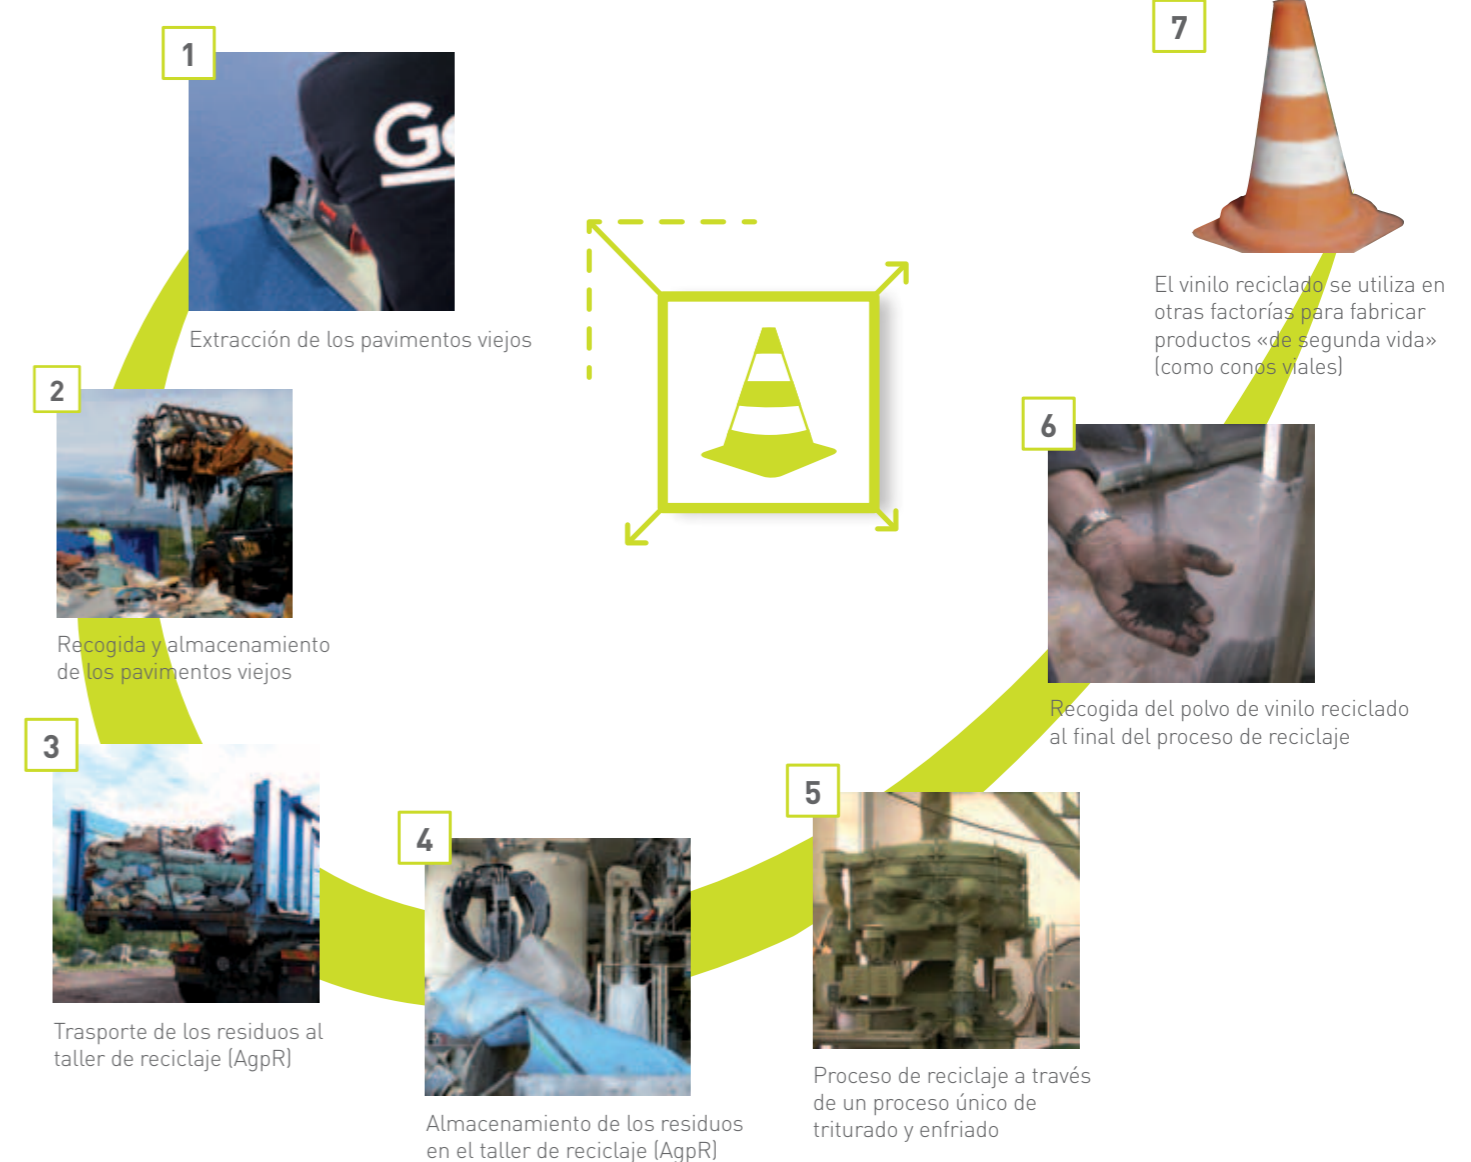 1
Ge
Extracción de los pavimentos viejos
2
Recogida y almacenamiento
de los pavimentos viejos
3
Trasporte de los residuos al
taller de reciclaje (AgpR)
4
Almacenamiento de los residuos
en el taller de reciclaje (AgpR)
5
Proceso de reciclaje a través
de un proceso único de
triturado y enfriado
6
Recogida del polvo de vinilo reciclado
al final del proceso de reciclaje
7
El vinilo reciclado se utiliza en
otras factorías para fabricar
productos «de segunda vida»
(como conos viales)